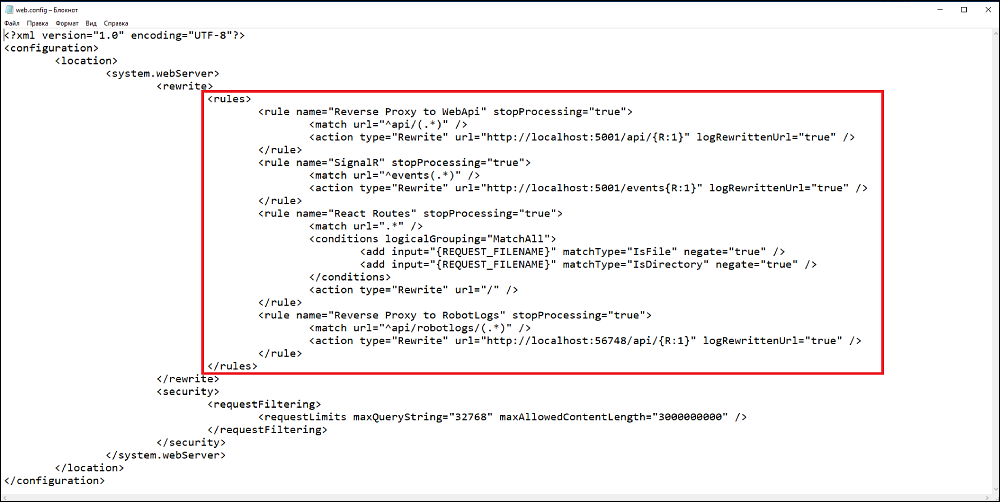 web.config – Блокнот
Файл Правка Формат Вид Справка
<?xml version="1.0" encoding="UTF-8"?>
<configuration>
<location>
<system.webServer>
<rewrite>
<rules>
<rule name="Reverse Proxy to WebApi" stopProcessing="true">
<match url="^api/(.*)" />
<action type="Rewrite" url="http://localhost:5001/api/{R:1}" logRewrittenUrl="true" />
</rule>
<rule name="SignalR" stopProcessing="true">
<match url="^events(.*)" />
<action type="Rewrite" url="http://localhost:5001/events{R:1}" logRewrittenUrl="true" />
</rule>
<rule name="React Routes" stopProcessing="true">
<match url=".*" />
<conditions logicalGrouping="MatchAll">
<add input="{REQUEST_FILENAME}" matchType="IsFile" negate="true" />
<add input="{REQUEST_FILENAME}" matchType="IsDirectory" negate="true" />
</conditions>
<action type="Rewrite" url="/" />
</rule>
<rule name="Reverse Proxy to RobotLogs" stopProcessing="true">
<match url="^api/robotlogs/(.*)" />
<action type="Rewrite" url="http://localhost:56748/api/{R:1}" logRewrittenUrl="true" />
</rule>
</rules>
</rewrite>
<security>
<requestFiltering>
<requestLimits maxQueryString="32768" maxAllowedContentLength="3000000000" />
</requestFiltering>
</security>
</system.webServer>
</location>
</configuration>